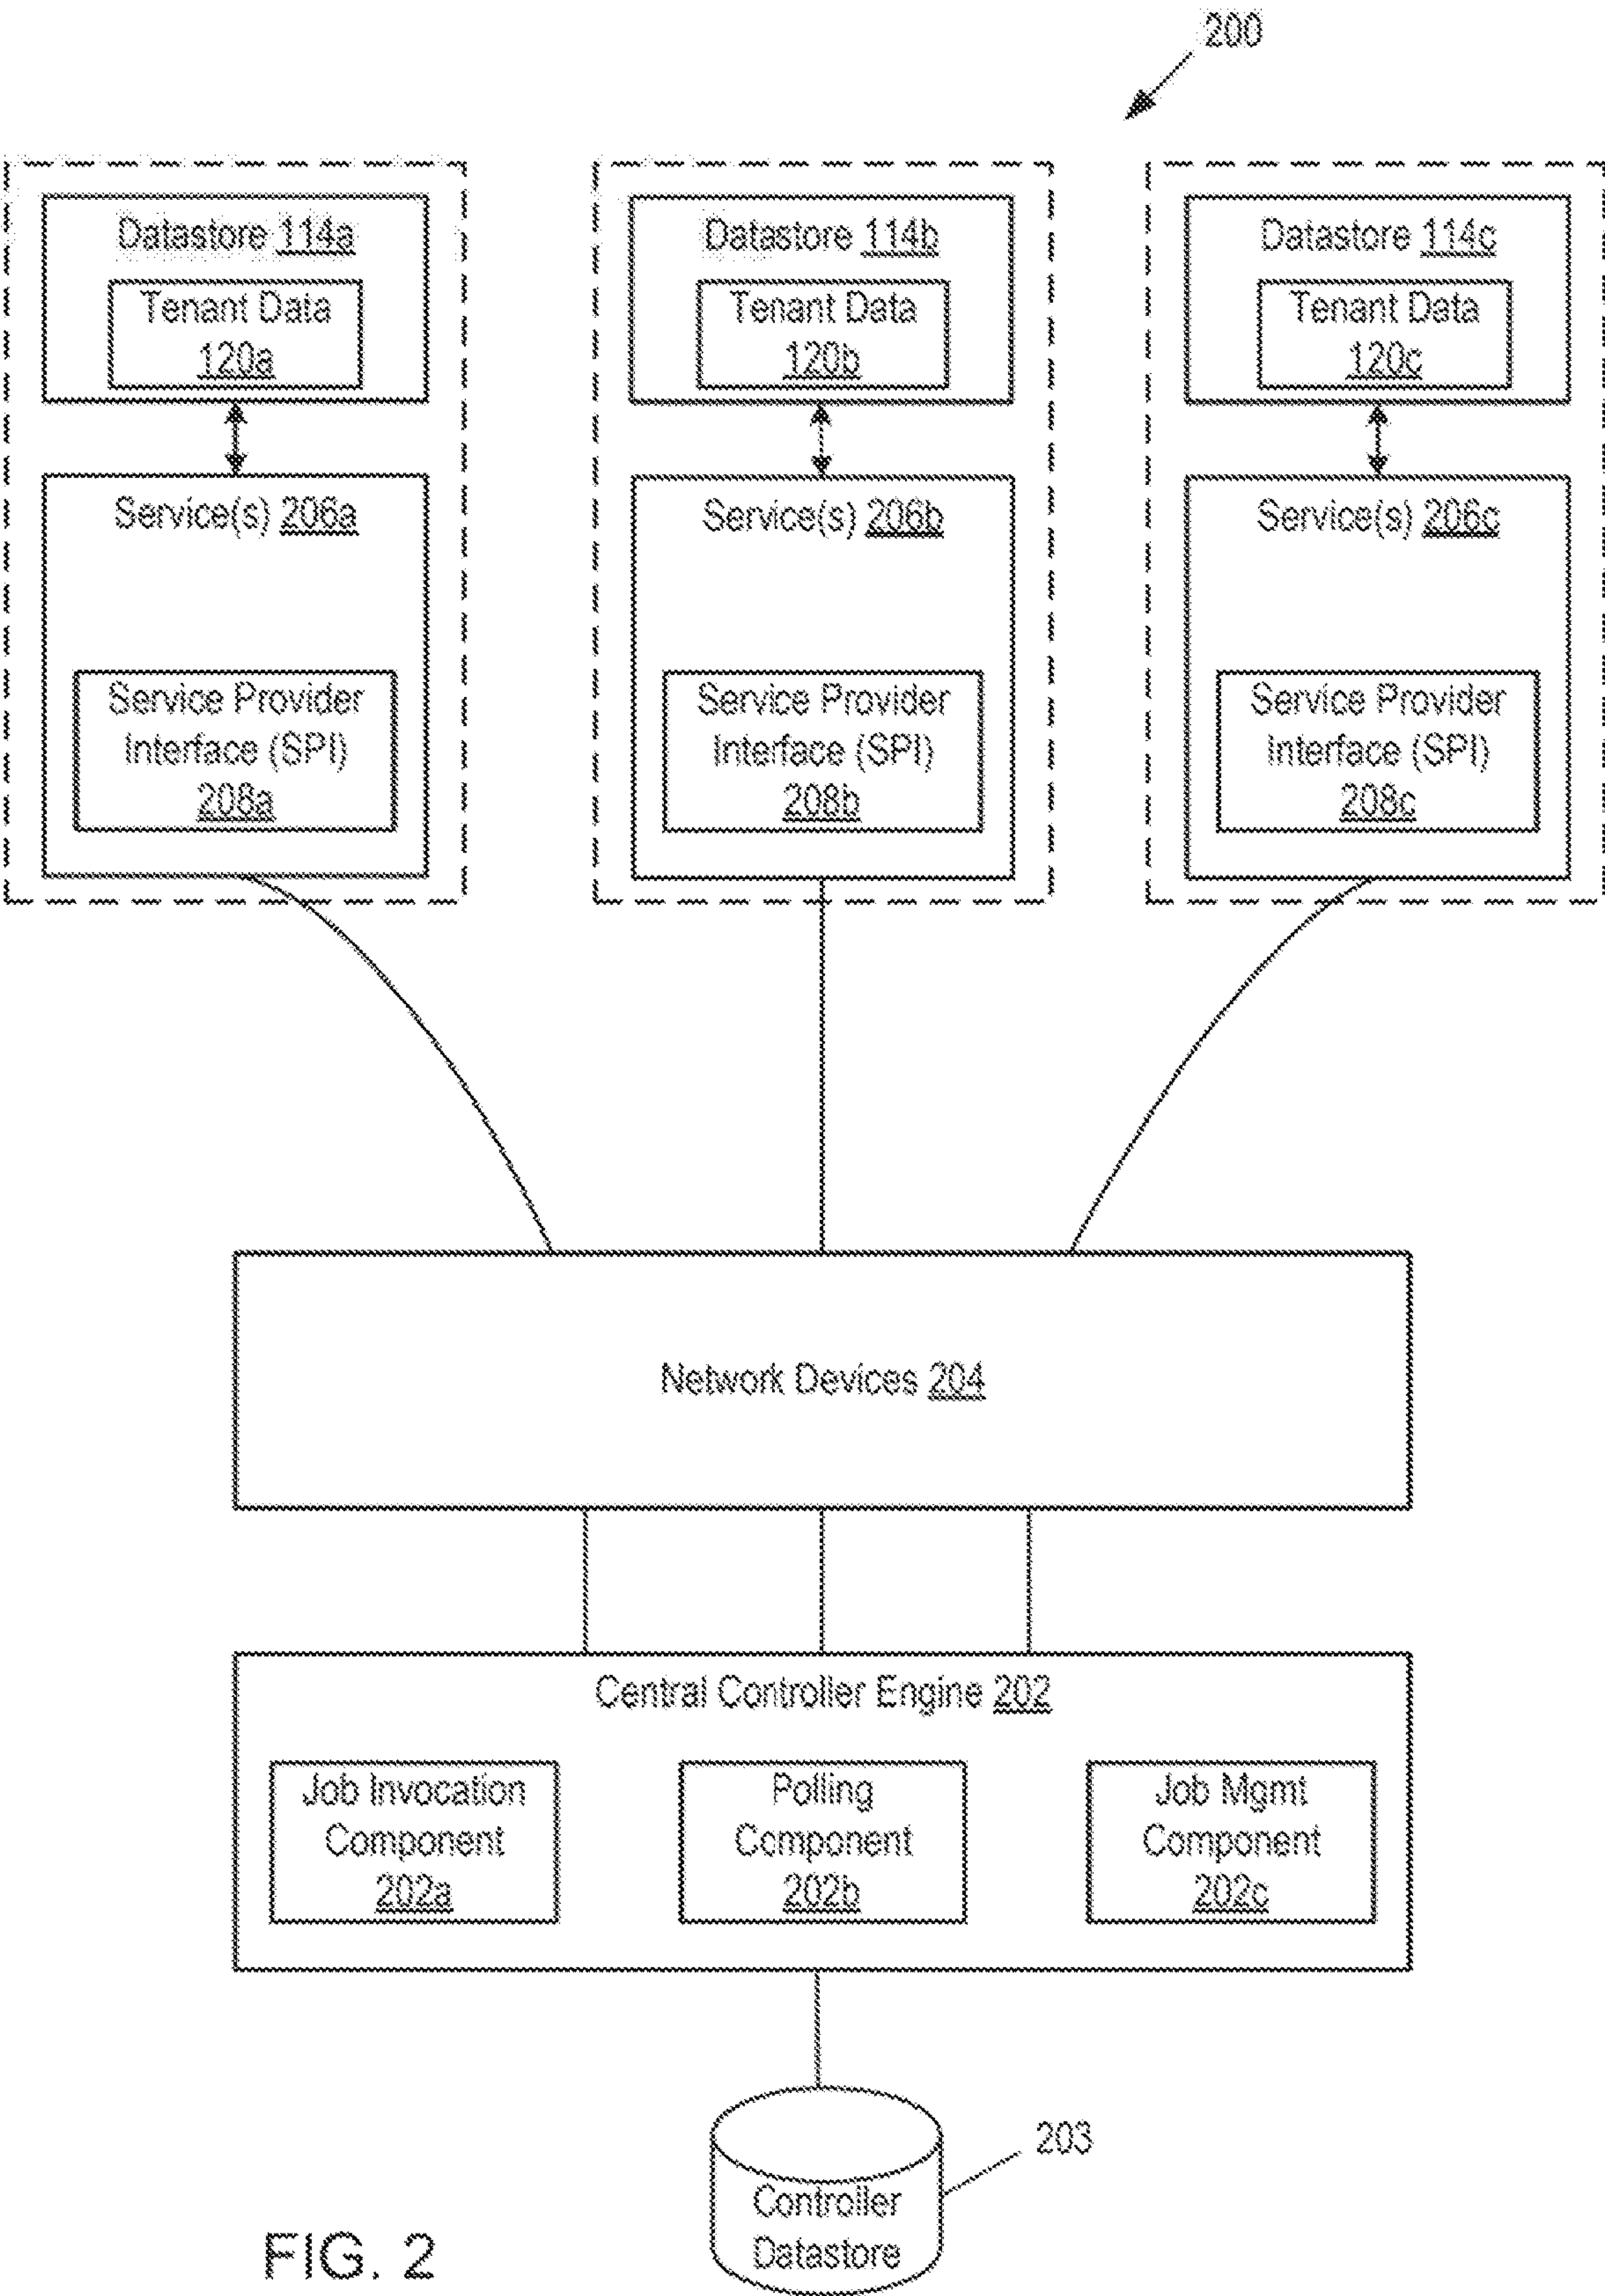 200
Datastore 114a
Tenant Data
120a
Service(s) 206a
Service Provider
Interface (SPI)
208a
Datastore 114b
Tenant Data
120b
Service(s) 206b
Service Provider
Interface (SPI)
208b
Datastore 114c
Tenant Data
120c
Service(s) 206c
Service Provider
Interface (SPI)
208c
Network Devices 204
Central Controller Engine 202
Job Invocation
Component
202a
Polling
Component
202b
Job Mgmt
Component
202c
203
Controller
Datastore
FIG. 2